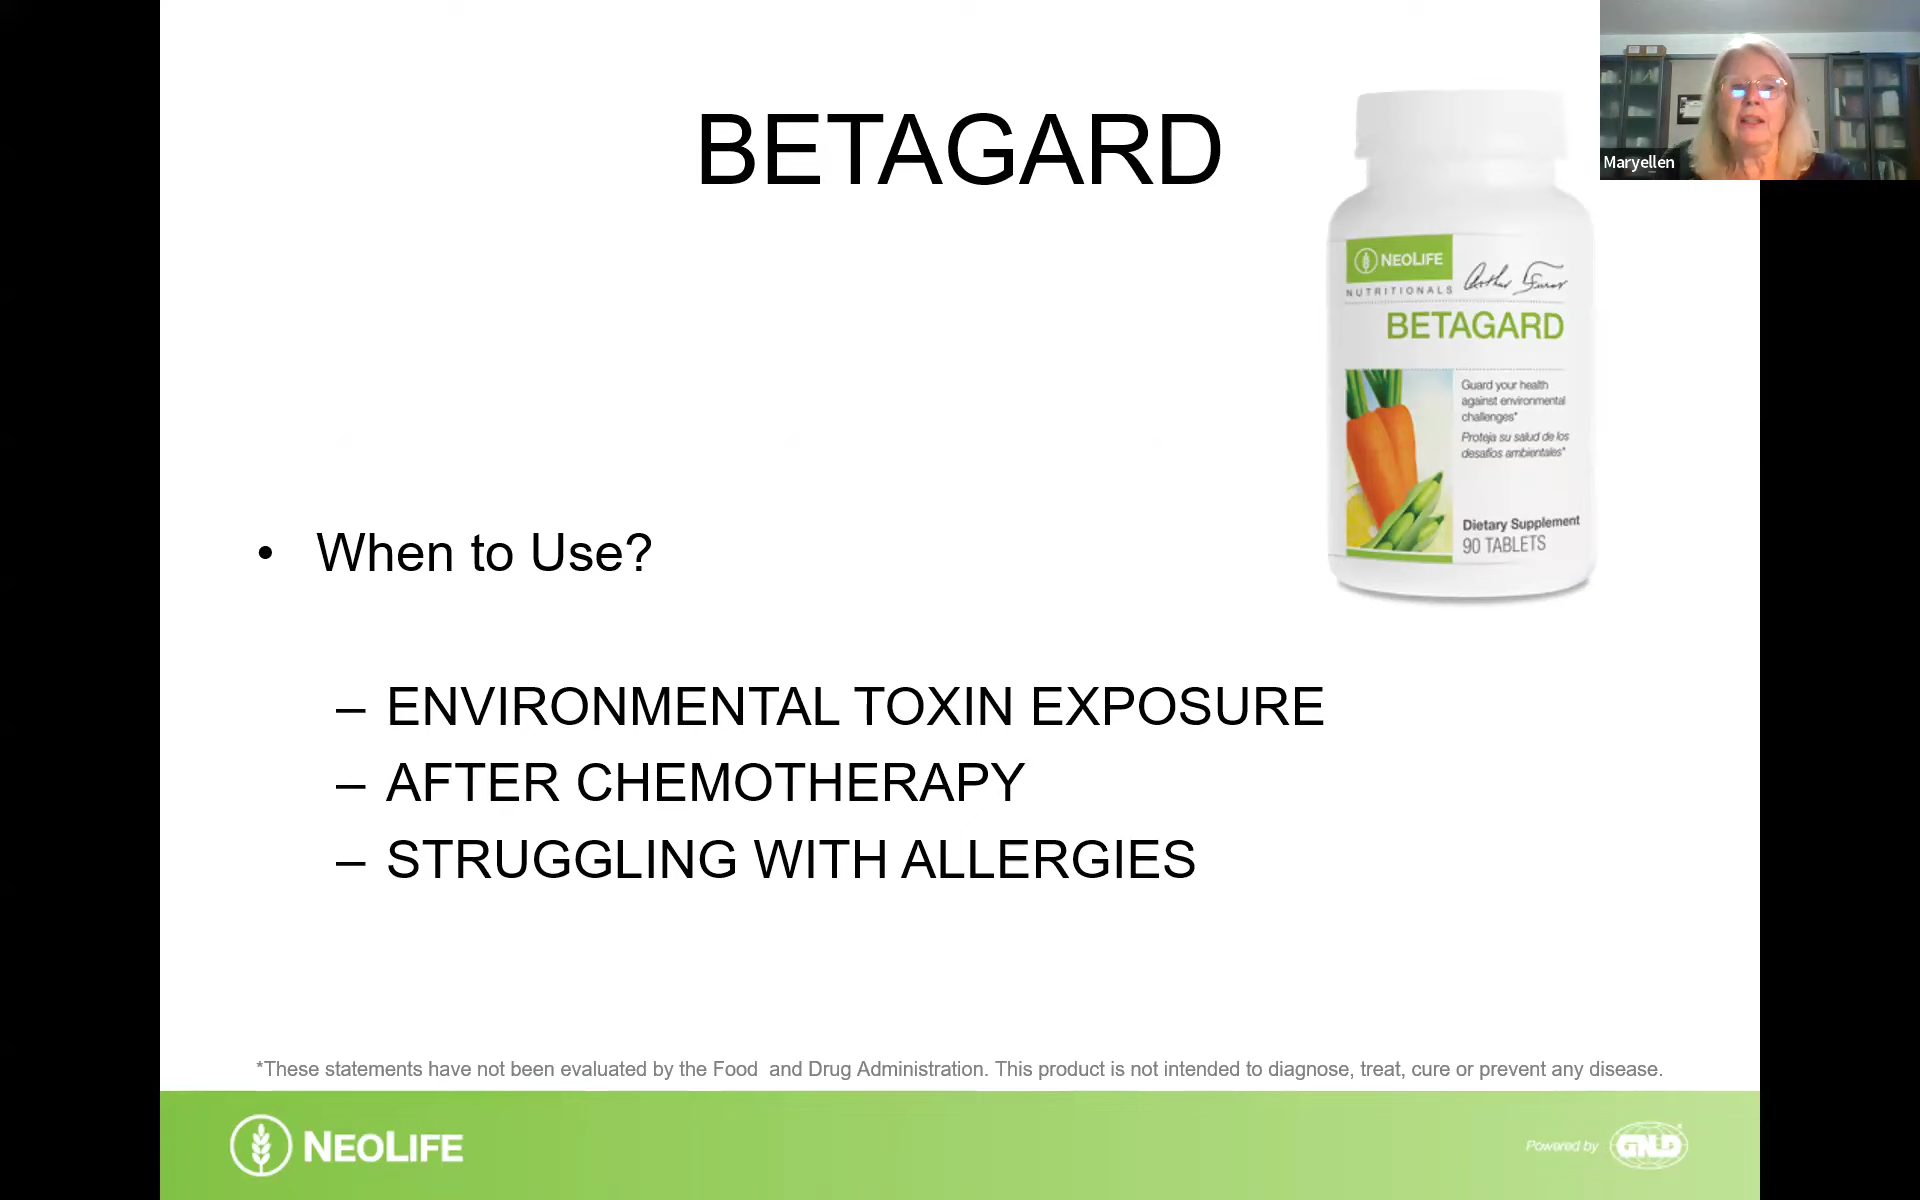 BETAGARD
Maryellen
NEOLIFE
NUTRITIONALS
Arthur Furst
BETAGARD
Guard your health
against environmental
challenges*
Proteja su salud de los
desafíos ambientales*
Dietary Supplement
90 TABLETS
• When to Use?
– ENVIRONMENTAL TOXIN EXPOSURE
– AFTER CHEMOTHERAPY
– STRUGGLING WITH ALLERGIES
*These statements have not been evaluated by the Food and Drug Administration. This product is not intended to diagnose, treat, cure or prevent any disease.
NEOLIFE
Powered by GNLD